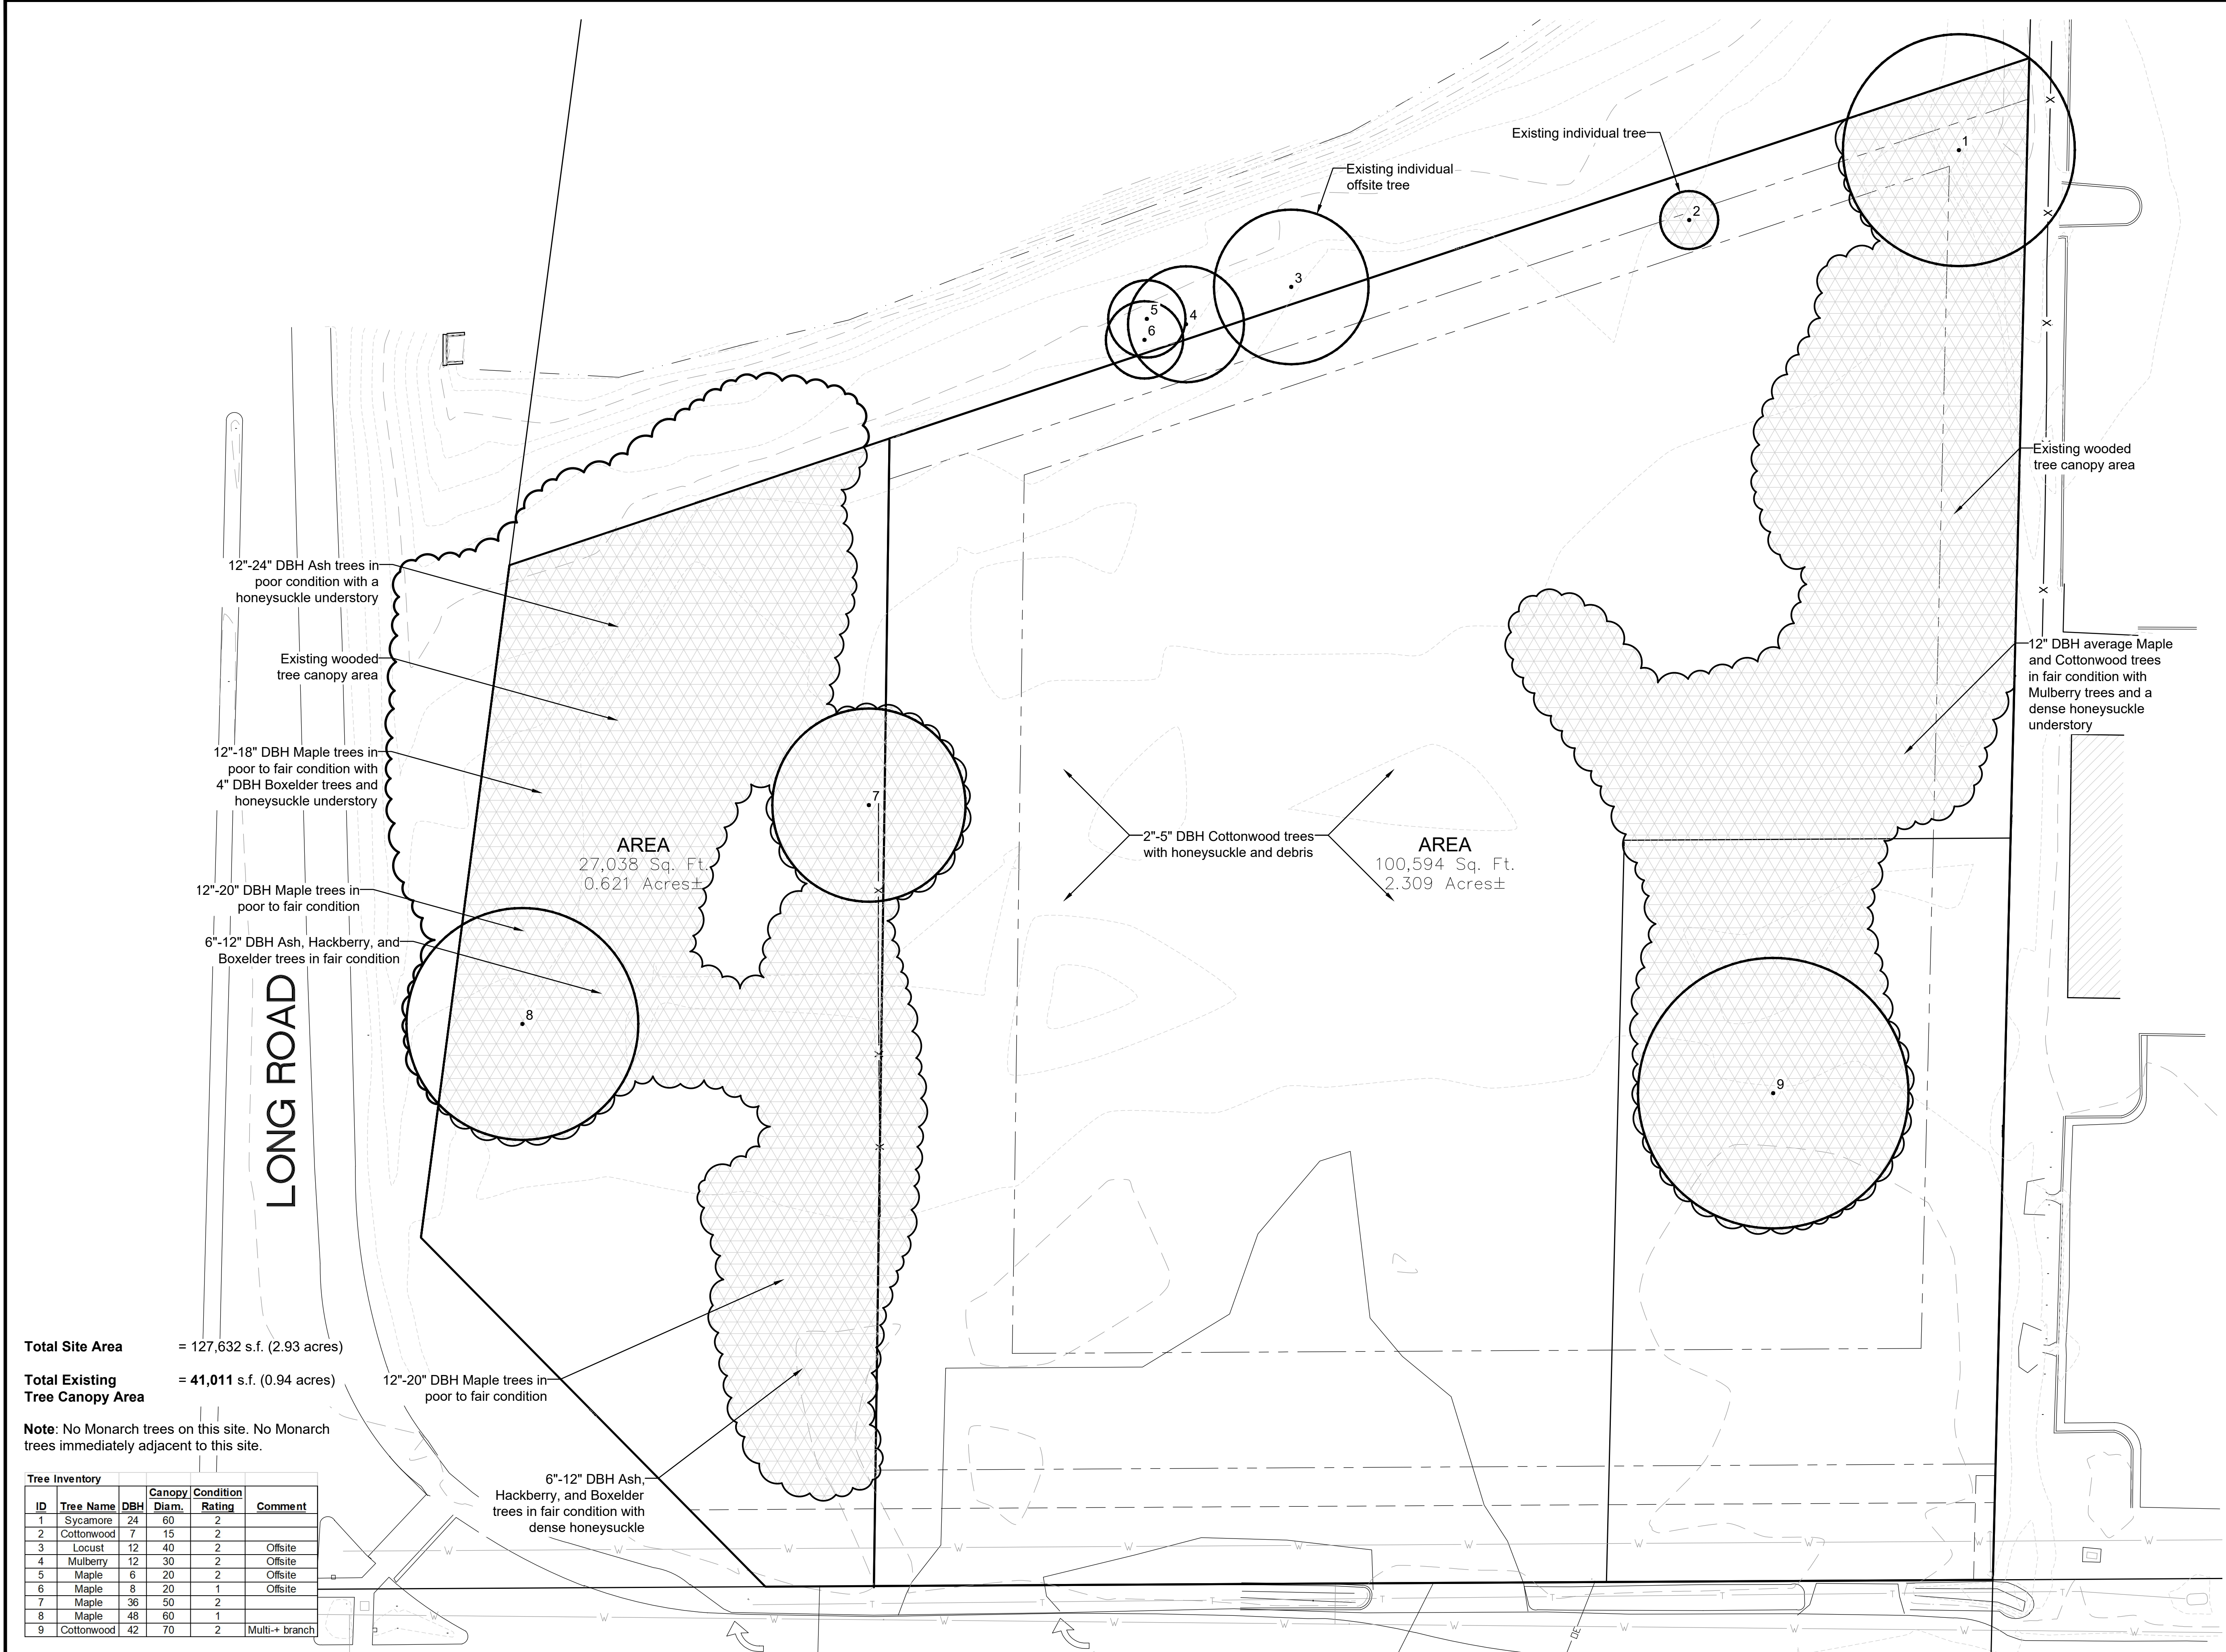 Existing individual tree
Existing individual
offsite tree
1
2
3
5
4
6
Existing wooded
tree canopy area
12"-24" DBH Ash trees in
poor condition with a
honeysuckle understory
Existing wooded
tree canopy area
12" DBH average Maple
and Cottonwood trees
in fair condition with
Mulberry trees and a
dense honeysuckle
understory
12"-18" DBH Maple trees in
poor to fair condition with
4" DBH Boxelder trees and
honeysuckle understory
7
AREA
27,038 Sq. Ft.
0.621 Acres±
2"-5" DBH Cottonwood trees
with honeysuckle and debris
AREA
100,594 Sq. Ft.
2.309 Acres±
12"-20" DBH Maple trees in
poor to fair condition
6"-12" DBH Ash, Hackberry, and
Boxelder trees in fair condition
8
9
LONG ROAD
Total Site Area = 127,632 s.f. (2.93 acres)
Total Existing = 41,011 s.f. (0.94 acres)
Tree Canopy Area
Note: No Monarch trees on this site. No Monarch
trees immediately adjacent to this site.
12"-20" DBH Maple trees in
poor to fair condition
6"-12" DBH Ash,
Hackberry, and Boxelder
trees in fair condition with
dense honeysuckle
Tree Inventory
Canopy Condition
ID Tree Name DBH Diam. Rating Comment
1 Sycamore 24 60 2
2 Cottonwood 7 15 2
3 Locust 12 40 2 Offsite
4 Mulberry 12 30 2 Offsite
5 Maple 6 20 2 Offsite
6 Maple 8 20 1 Offsite
7 Maple 36 50 2
8 Maple 48 60 1
9 Cottonwood 42 70 2 Multi-+ branch
X X X X X
X X X
W W W W W W W W W W
T T T T T T T
W W W W W W W W W W
OE